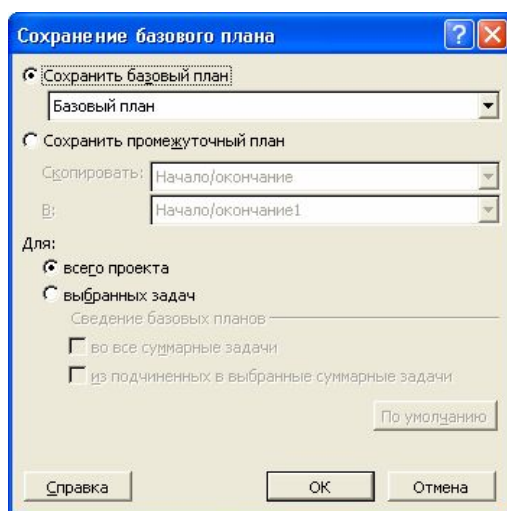 Сохранение базового плана
Сохранить базовый план
Базовый план
Сохранить промежуточный план
Скопировать: Начало/окончание
В: Начало/окончание1
Для:
всего проекта
выбранных задач
Сведение базовых планов
во все суммарные задачи
из подчиненных в выбранные суммарные задачи
По умолчанию
Справка ОК Отмена